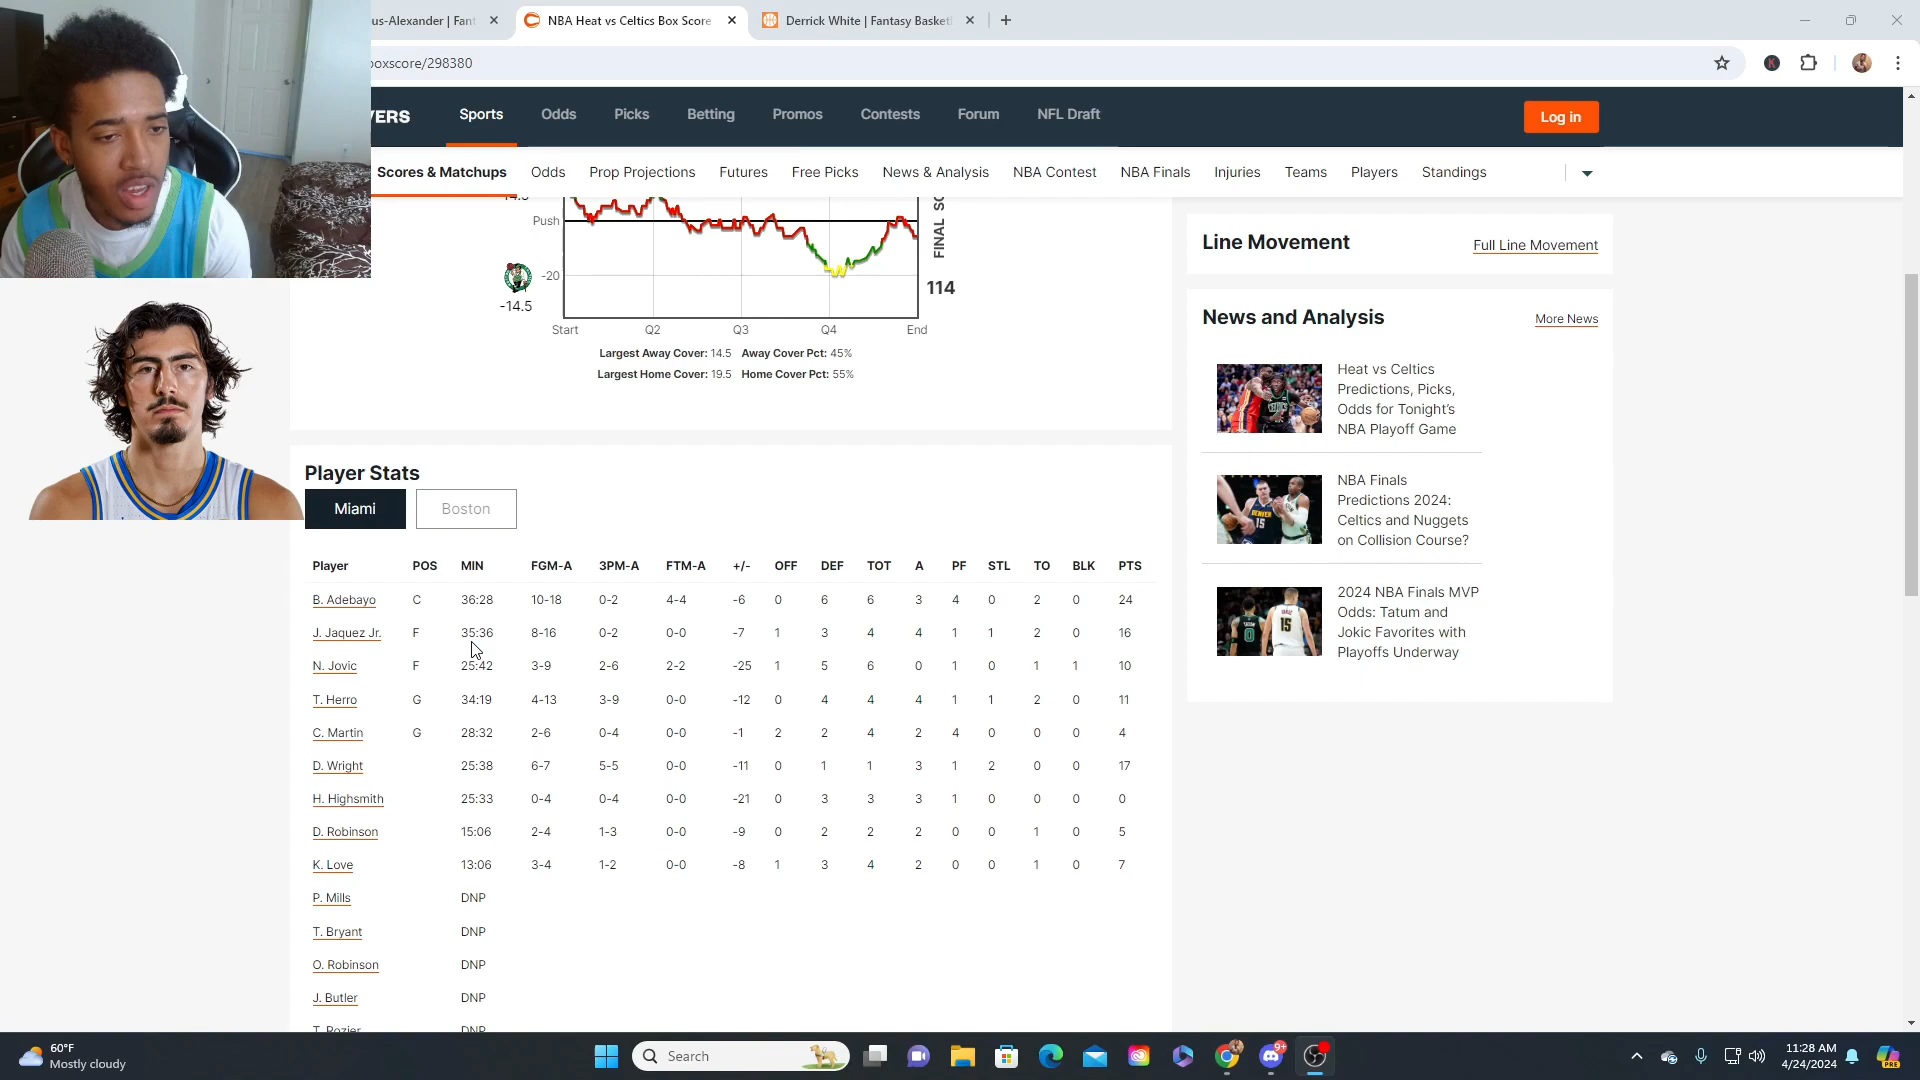 us-Alexander | Fant
NBA Heat vs Celtics Box Score
Derrick White | Fantasy Basket
boxscore/298380
VERS
Sports
Odds
Picks
Betting
Promos
Contests
Forum
NFL Draft
Log in
Scores & Matchups
Odds
Prop Projections
Futures
Free Picks
News & Analysis
NBA Contest
NBA Finals
Injuries
Teams
Players
Standings
Push
-20
-14.5
FINAL SC
114
Start Q2 Q3 Q4 End
Largest Away Cover: 14.5 Away Cover Pct: 45%
Largest Home Cover: 19.5 Home Cover Pct: 55%
Line Movement
Full Line Movement
News and Analysis
More News
Heat vs Celtics
Predictions, Picks,
Odds for Tonight's
NBA Playoff Game
NBA Finals
Predictions 2024:
Celtics and Nuggets
on Collision Course?
2024 NBA Finals MVP
Odds: Tatum and
Jokic Favorites with
Playoffs Underway
Player Stats
Miami
Boston
Player POS MIN FGM-A 3PM-A FTM-A +/- OFF DEF TOT A PF STL TO BLK PTS
B. Adebayo C 36:28 10-18 0-2 4-4 -6 0 6 6 3 4 0 2 0 24
J. Jaquez Jr. F 35:36 8-16 0-2 0-0 -7 1 3 4 4 1 1 2 0 16
N. Jovic F 25:42 3-9 2-6 2-2 -25 1 5 6 0 1 0 1 1 10
T. Herro G 34:19 4-13 3-9 0-0 -12 0 4 4 4 1 1 2 0 11
C. Martin G 28:32 2-6 0-4 0-0 -1 2 2 4 2 4 0 0 0 4
D. Wright 25:38 6-7 5-5 0-0 -11 0 1 1 3 1 2 0 0 17
H. Highsmith 25:33 0-4 0-4 0-0 -21 0 3 3 3 1 0 0 0 0
D. Robinson 15:06 2-4 1-3 0-0 -9 0 2 2 2 0 0 1 0 5
K. Love 13:06 3-4 1-2 0-0 -8 1 3 4 2 0 0 1 0 7
P. Mills DNP
T. Bryant DNP
O. Robinson DNP
J. Butler DNP
T. Rozier DNP
60°F
Mostly cloudy
Search
9+
11:28 AM
4/24/2024